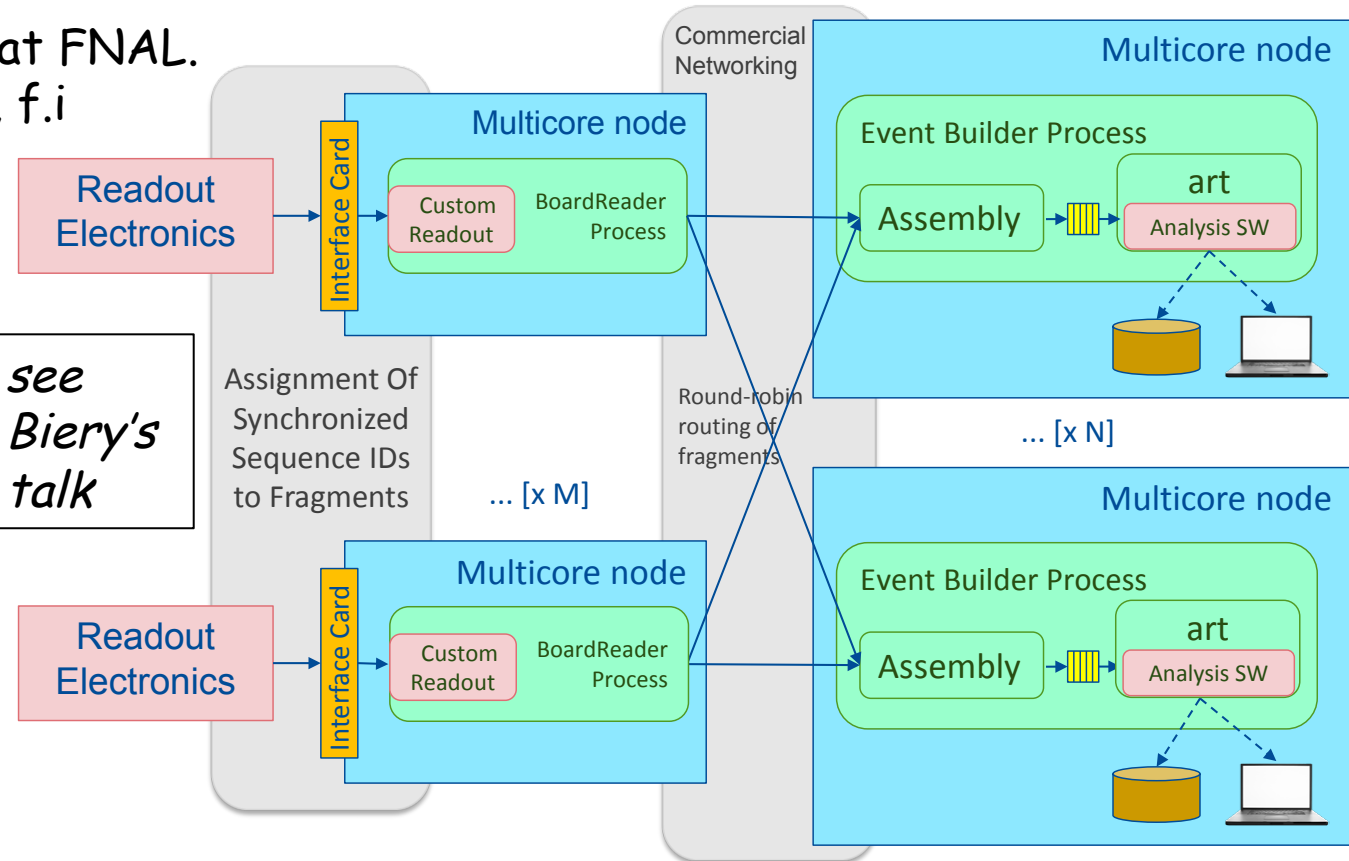 at FNAL.
f.i
Commercial
Networking
Multicore node
Multicore node
Event Builder Process
Readout
Electronics
Interface Card
Custom
Readout
BoardReader
Process
Assembly
art
Analysis SW
see
Biery's
talk
Assignment Of
Synchronized
Sequence IDs
to Fragments
... [x M]
Round-robin
routing of
fragments
... [x N]
Multicore node
Multicore node
Event Builder Process
Readout
Electronics
Interface Card
Custom
Readout
BoardReader
Process
Assembly
art
Analysis SW